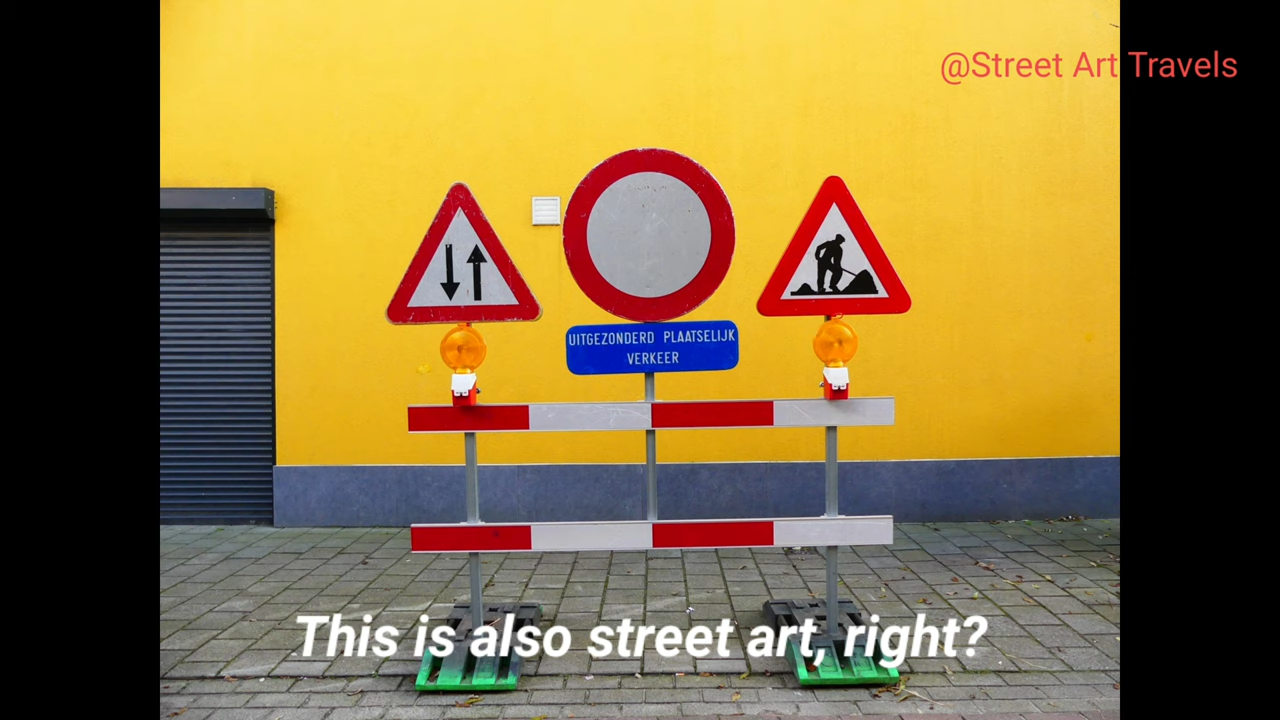 @Street Art Travels
UITGEZONDERD PLAATSELIJK
VERKEER
This is also street art, right?